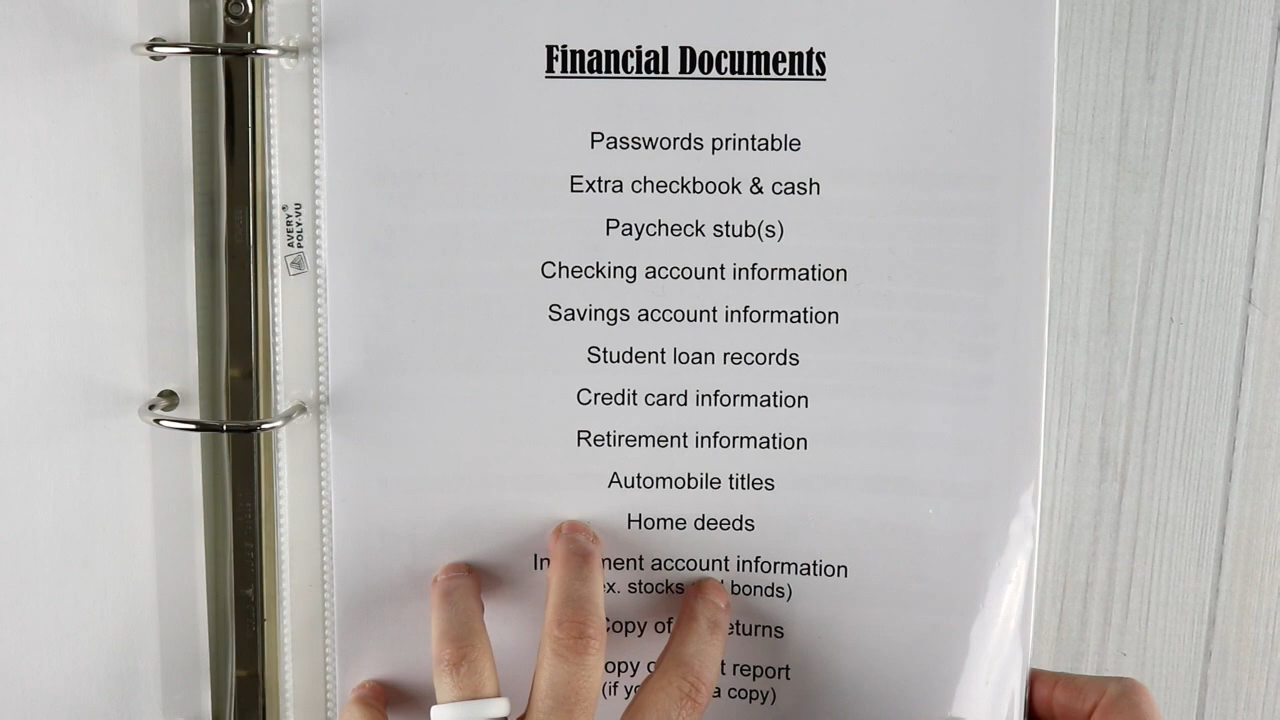 Financial Documents
Passwords printable
Extra checkbook & cash
Paycheck stub(s)
Checking account information
Savings account information
Student loan records
Credit card information
Retirement information
Automobile titles
Home deeds
account information
ex. stocks bonds)
Copy of
report
(if a copy)
AVERY®
POLY-VU